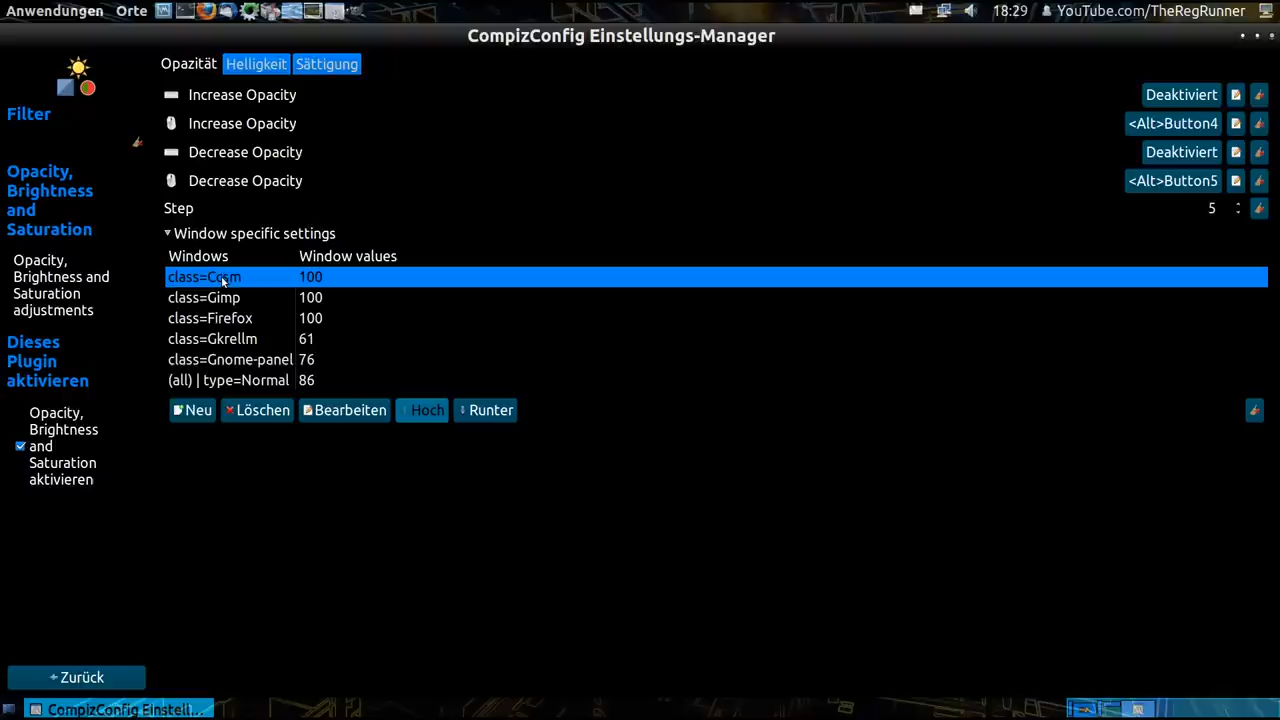 Anwendungen Orte
18:29 YouTube.com/TheRegRunner
CompizConfig Einstellungs-Manager
Opazität Helligkeit Sättigung
Filter
Increase Opacity Deaktiviert
Increase Opacity <Alt>Button4
Decrease Opacity Deaktiviert
Decrease Opacity <Alt>Button5
Step 5
Window specific settings
Windows Window values
class=Ccsm 100
class=Gimp 100
class=Firefox 100
class=Gkrellm 61
class=Gnome-panel 76
(all) | type=Normal 86
Neu Löschen Bearbeiten Hoch Runter
Opacity,
Brightness
and
Saturation
Opacity,
Brightness and
Saturation
adjustments
Dieses
Plugin
aktivieren
Opacity,
Brightness
and
Saturation
aktivieren
Zurück
CompizConfig Einstell...